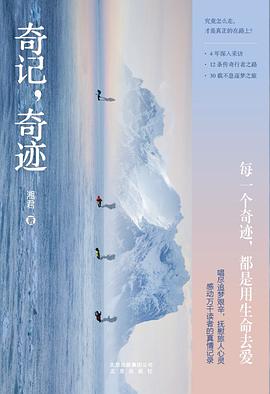 奇记，奇迹
著
究竟怎么走，
才是真正的在路上？
· 4 年深入采访
· 12 条传奇行者之路
· 30 载不息逐梦之旅
每一个奇迹，都是用生命去爱
唱尽追梦艰辛，抚慰旅人心灵
感动万千读者的真情记录
北京出版集团公司
北京出版社